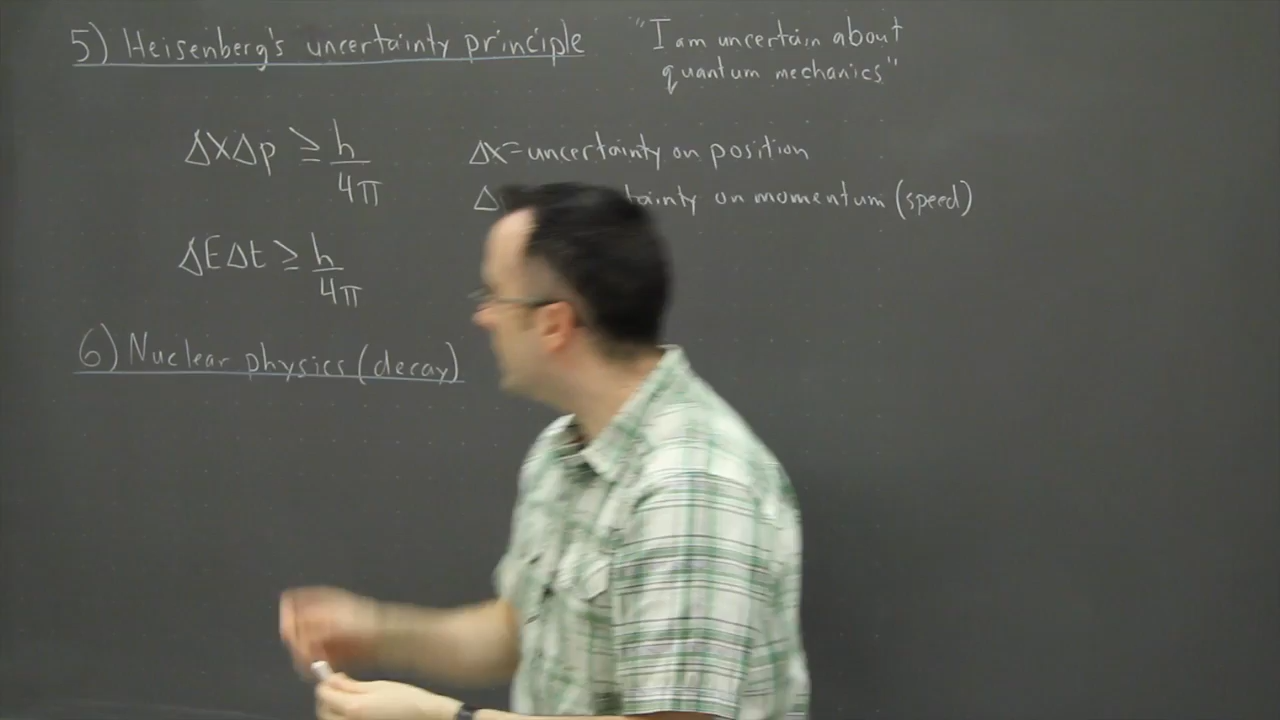 5) Heisenberg's uncertainty principle
"I am uncertain about
quantum mechanics"
ΔxΔp ≥ h/4π
Δx = uncertainty on position
Δ tainty on momentum (speed)
ΔEΔt ≥ h/4π
6) Nuclear physics (decay)